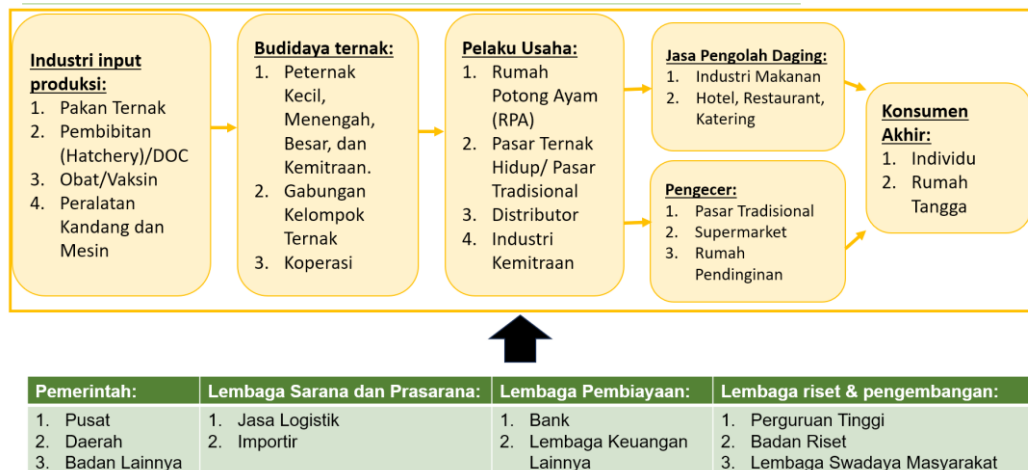 Industri input
produksi:
1. Pakan Ternak
2. Pembibitan
(Hatchery)/DOC
3. Obat/Vaksin
4. Peralatan
Kandang dan
Mesin
Budidaya ternak:
1. Peternak
Kecil,
Menengah,
Besar, dan
Kemitraan.
2. Gabungan
Kelompok
Ternak
3. Koperasi
Pelaku Usaha:
1. Rumah
Potong Ayam
(RPA)
2. Pasar Ternak
Hidup/ Pasar
Tradisional
3. Distributor
4. Industri
Kemitraan
Jasa Pengolah Daging:
1. Industri Makanan
2. Hotel, Restaurant,
Katering
Pengecer:
1. Pasar Tradisional
2. Supermarket
3. Rumah
Pendinginan
Konsumen
Akhir:
1. Individu
2. Rumah
Tangga
Pemerintah:
1. Pusat
2. Daerah
3. Badan Lainnya
Lembaga Sarana dan Prasarana:
1. Jasa Logistik
2. Importir
Lembaga Pembiayaan:
1. Bank
2. Lembaga Keuangan
Lainnya
Lembaga riset & pengembangan:
1. Perguruan Tinggi
2. Badan Riset
3. Lembaga Swadaya Masyarakat